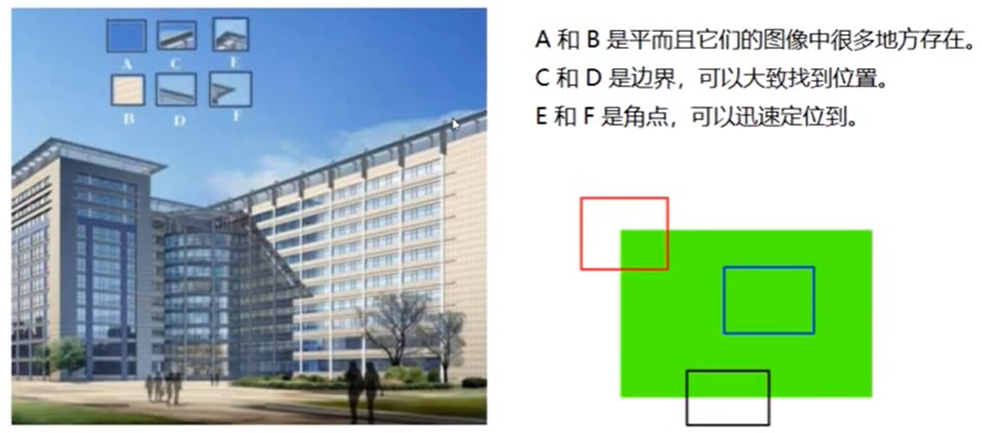 A C E
B D F
A 和 B 是平而且它们的图像中很多地方存在。
C 和 D 是边界，可以大致找到位置。
E 和 F 是角点，可以迅速定位到。